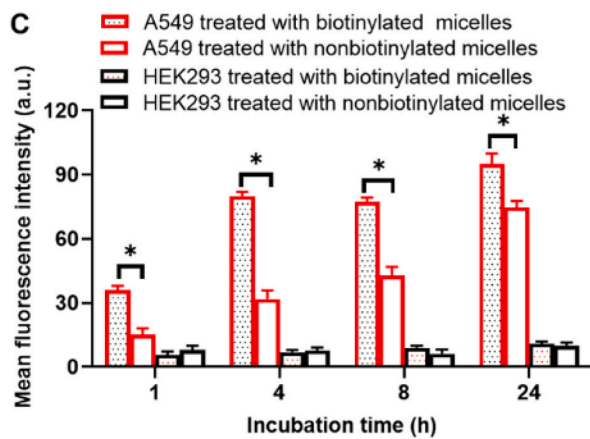 C
A549 treated with biotinylated micelles
A549 treated with nonbiotinylated micelles
HEK293 treated with biotinylated micelles
HEK293 treated with nonbiotinylated micelles
Mean fluorescence intensity (a.u.)
120
90
60
30
0
*
*
*
*
1 4 8 24
Incubation time (h)